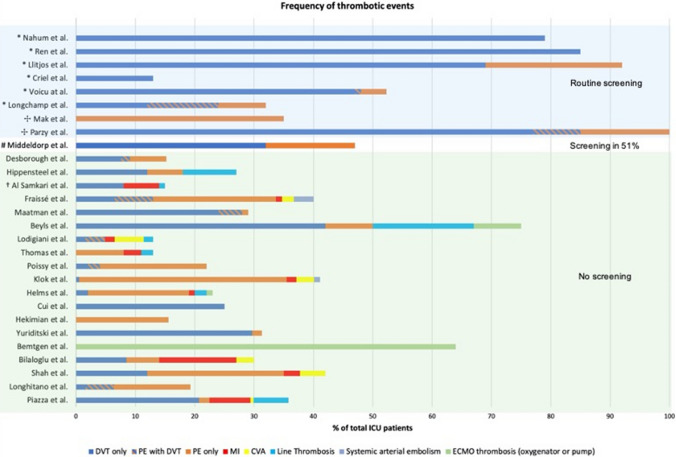 Frequency of thrombotic events
* Nahum et al.
* Ren et al.
* Llitjos et al.
* Criel et al.
Routine screening
* Voicu et al.
* Longchamp et al.
✢ Mak et al.
✢ Parzy et al.
# Middeldorp et al.
Screening in 51%
Desborough et al.
Hippensteel et al.
† Al Samkari et al.
Fraissé et al.
Maatman et al.
Beyls et al.
Lodigiani et al.
Thomas et al.
Poissy et al.
Klok et al.
No screening
Helms et al.
Cui et al.
Hekimian et al.
Yuriditski et al.
Bemtgen et al.
Bilaloglu et al.
Shah et al.
Longhitano et al.
Piazza et al.
0 10 20 30 40 50 60 70 80 90 100
% of total ICU patients
DVT only PE with DVT PE only MI CVA Line Thrombosis Systemic arterial embolism ECMO thrombosis (oxygenator or pump)